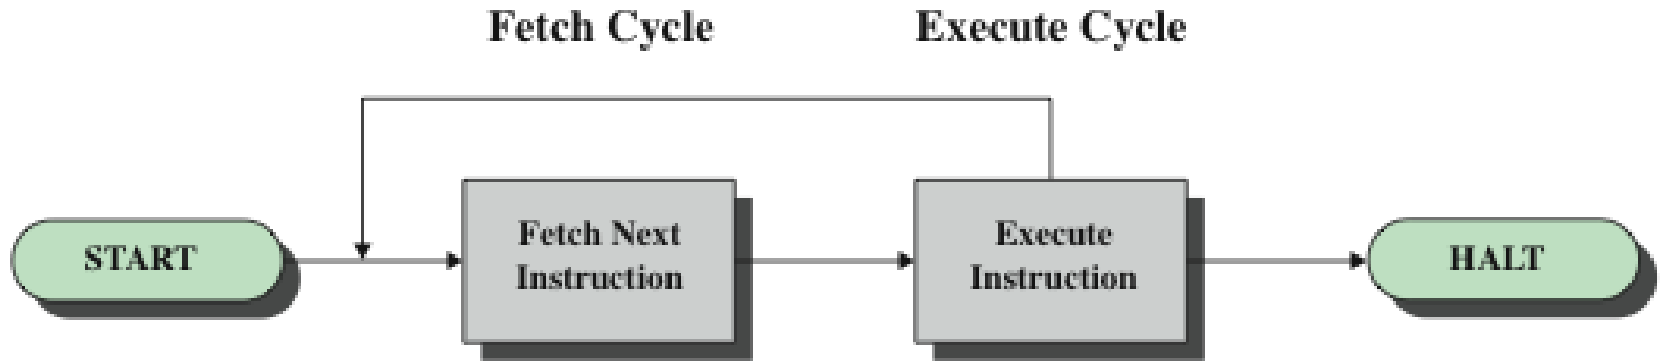 Fetch Cycle
Execute Cycle
START
Fetch Next
Instruction
Execute
Instruction
HALT